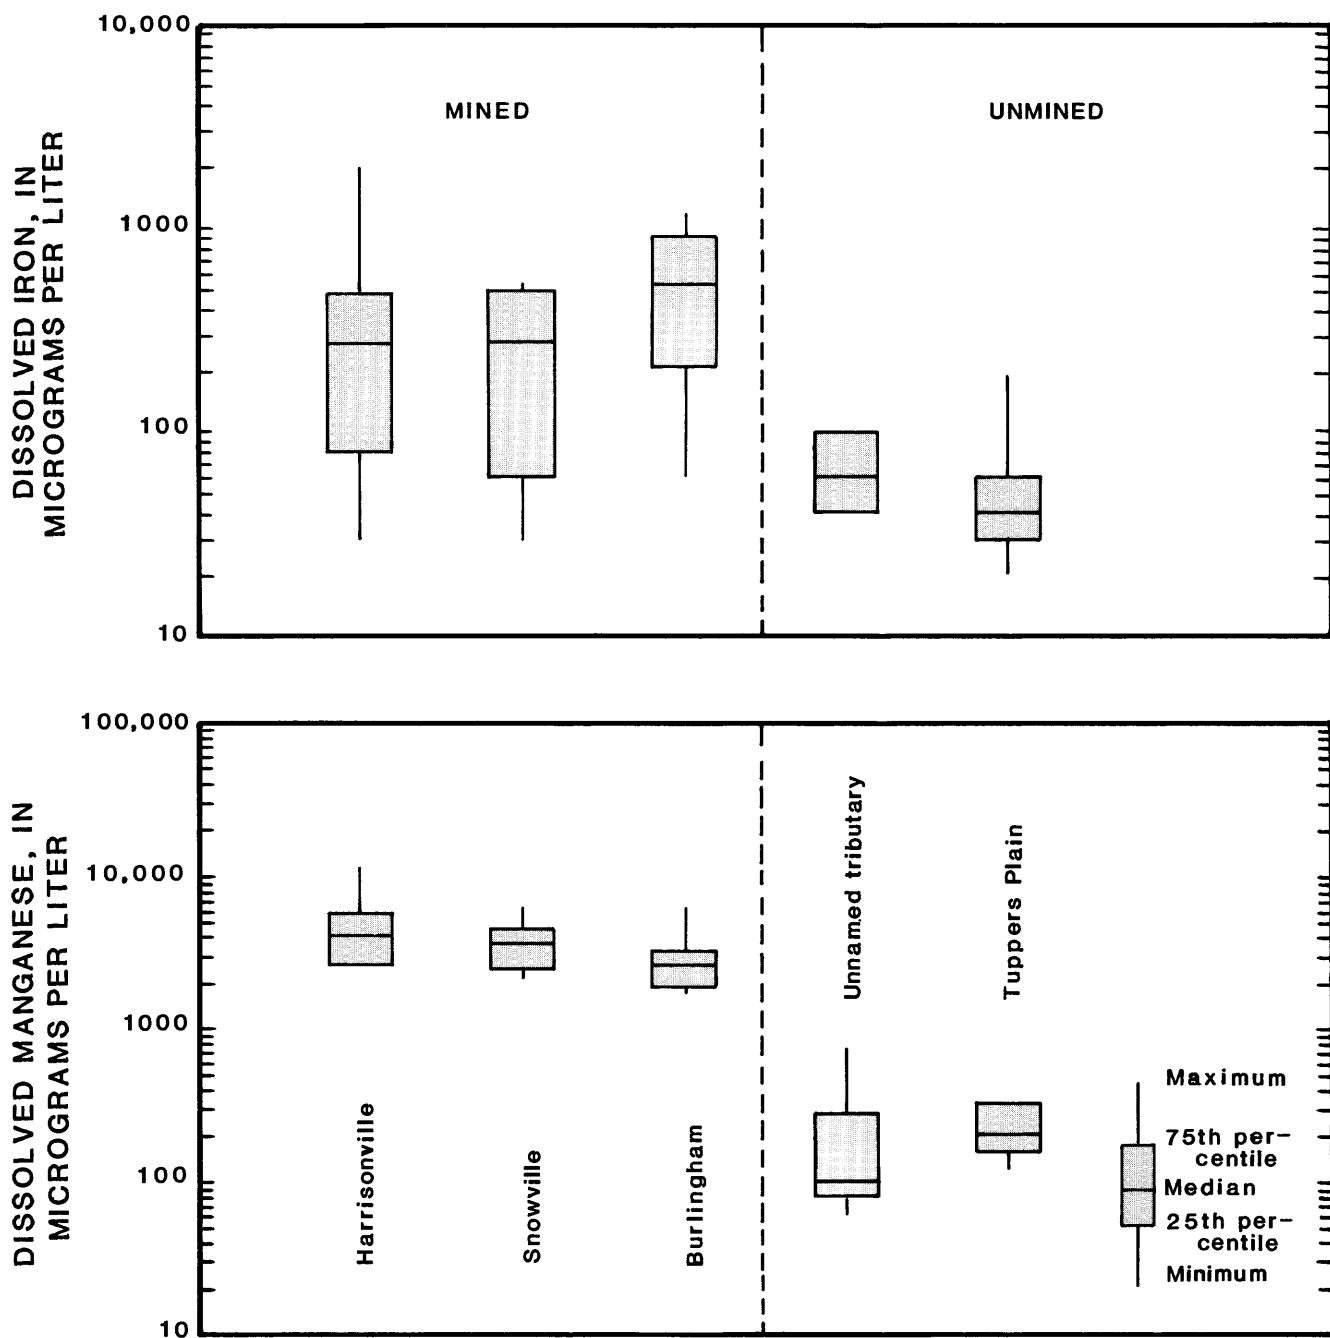 10,000
1000
100
10
DISSOLVED IRON, IN
MICROGRAMS PER LITER
MINED
UNMINED
100,000
10,000
1000
100
10
DISSOLVED MANGANESE, IN
MICROGRAMS PER LITER
Harrisonville
Snowville
Burlingham
Unnamed tributary
Tuppers Plain
Maximum
75th per-
centile
Median
25th per-
centile
Minimum